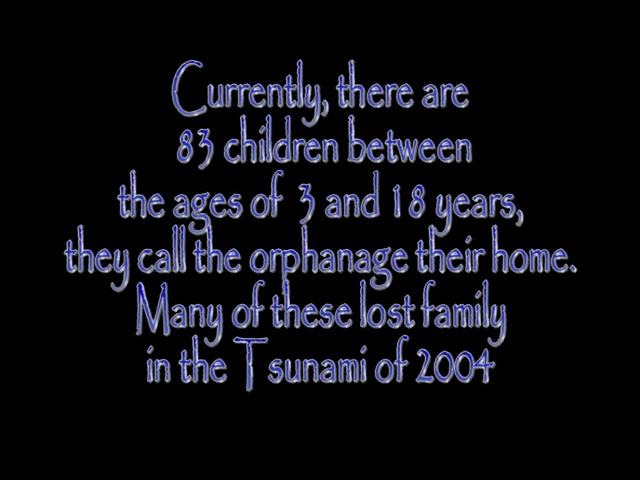 Currently, there are
83 children between
the ages of 3 and 18 years,
they call the orphanage their home.
Many of these lost family
in the Tsunami of 2004